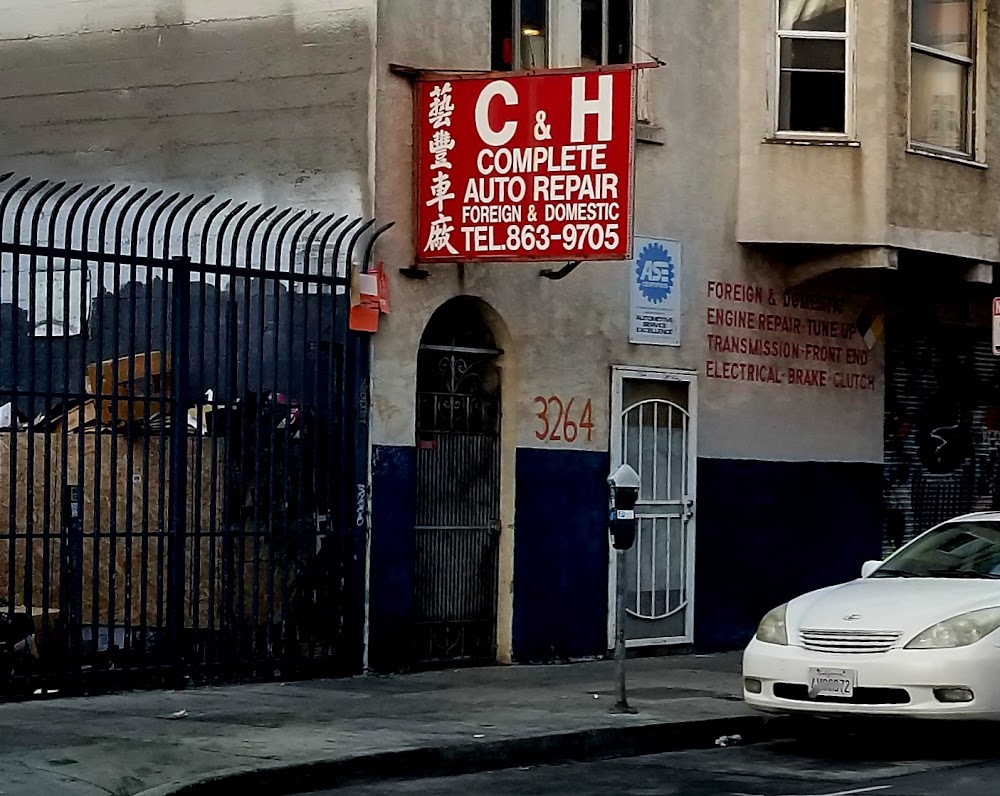 藝豐車廠
C & H
COMPLETE
AUTO REPAIR
FOREIGN & DOMESTIC
TEL.863-9705
ASE
CERTIFIED
AUTOMOTIVE
SERVICE
EXCELLENCE
FOREIGN & DOMESTIC
ENGINE REPAIR-TUNE UP
TRANSMISSION-FRONT END
ELECTRICAL-BRAKE-CLUTCH
3264